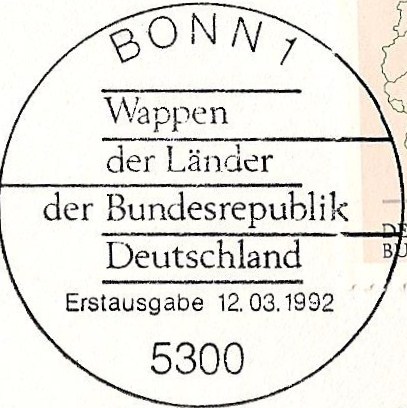 BONN 1
Wappen
der Länder
der Bundesrepublik
Deutschland
Erstausgabe 12.03.1992
5300